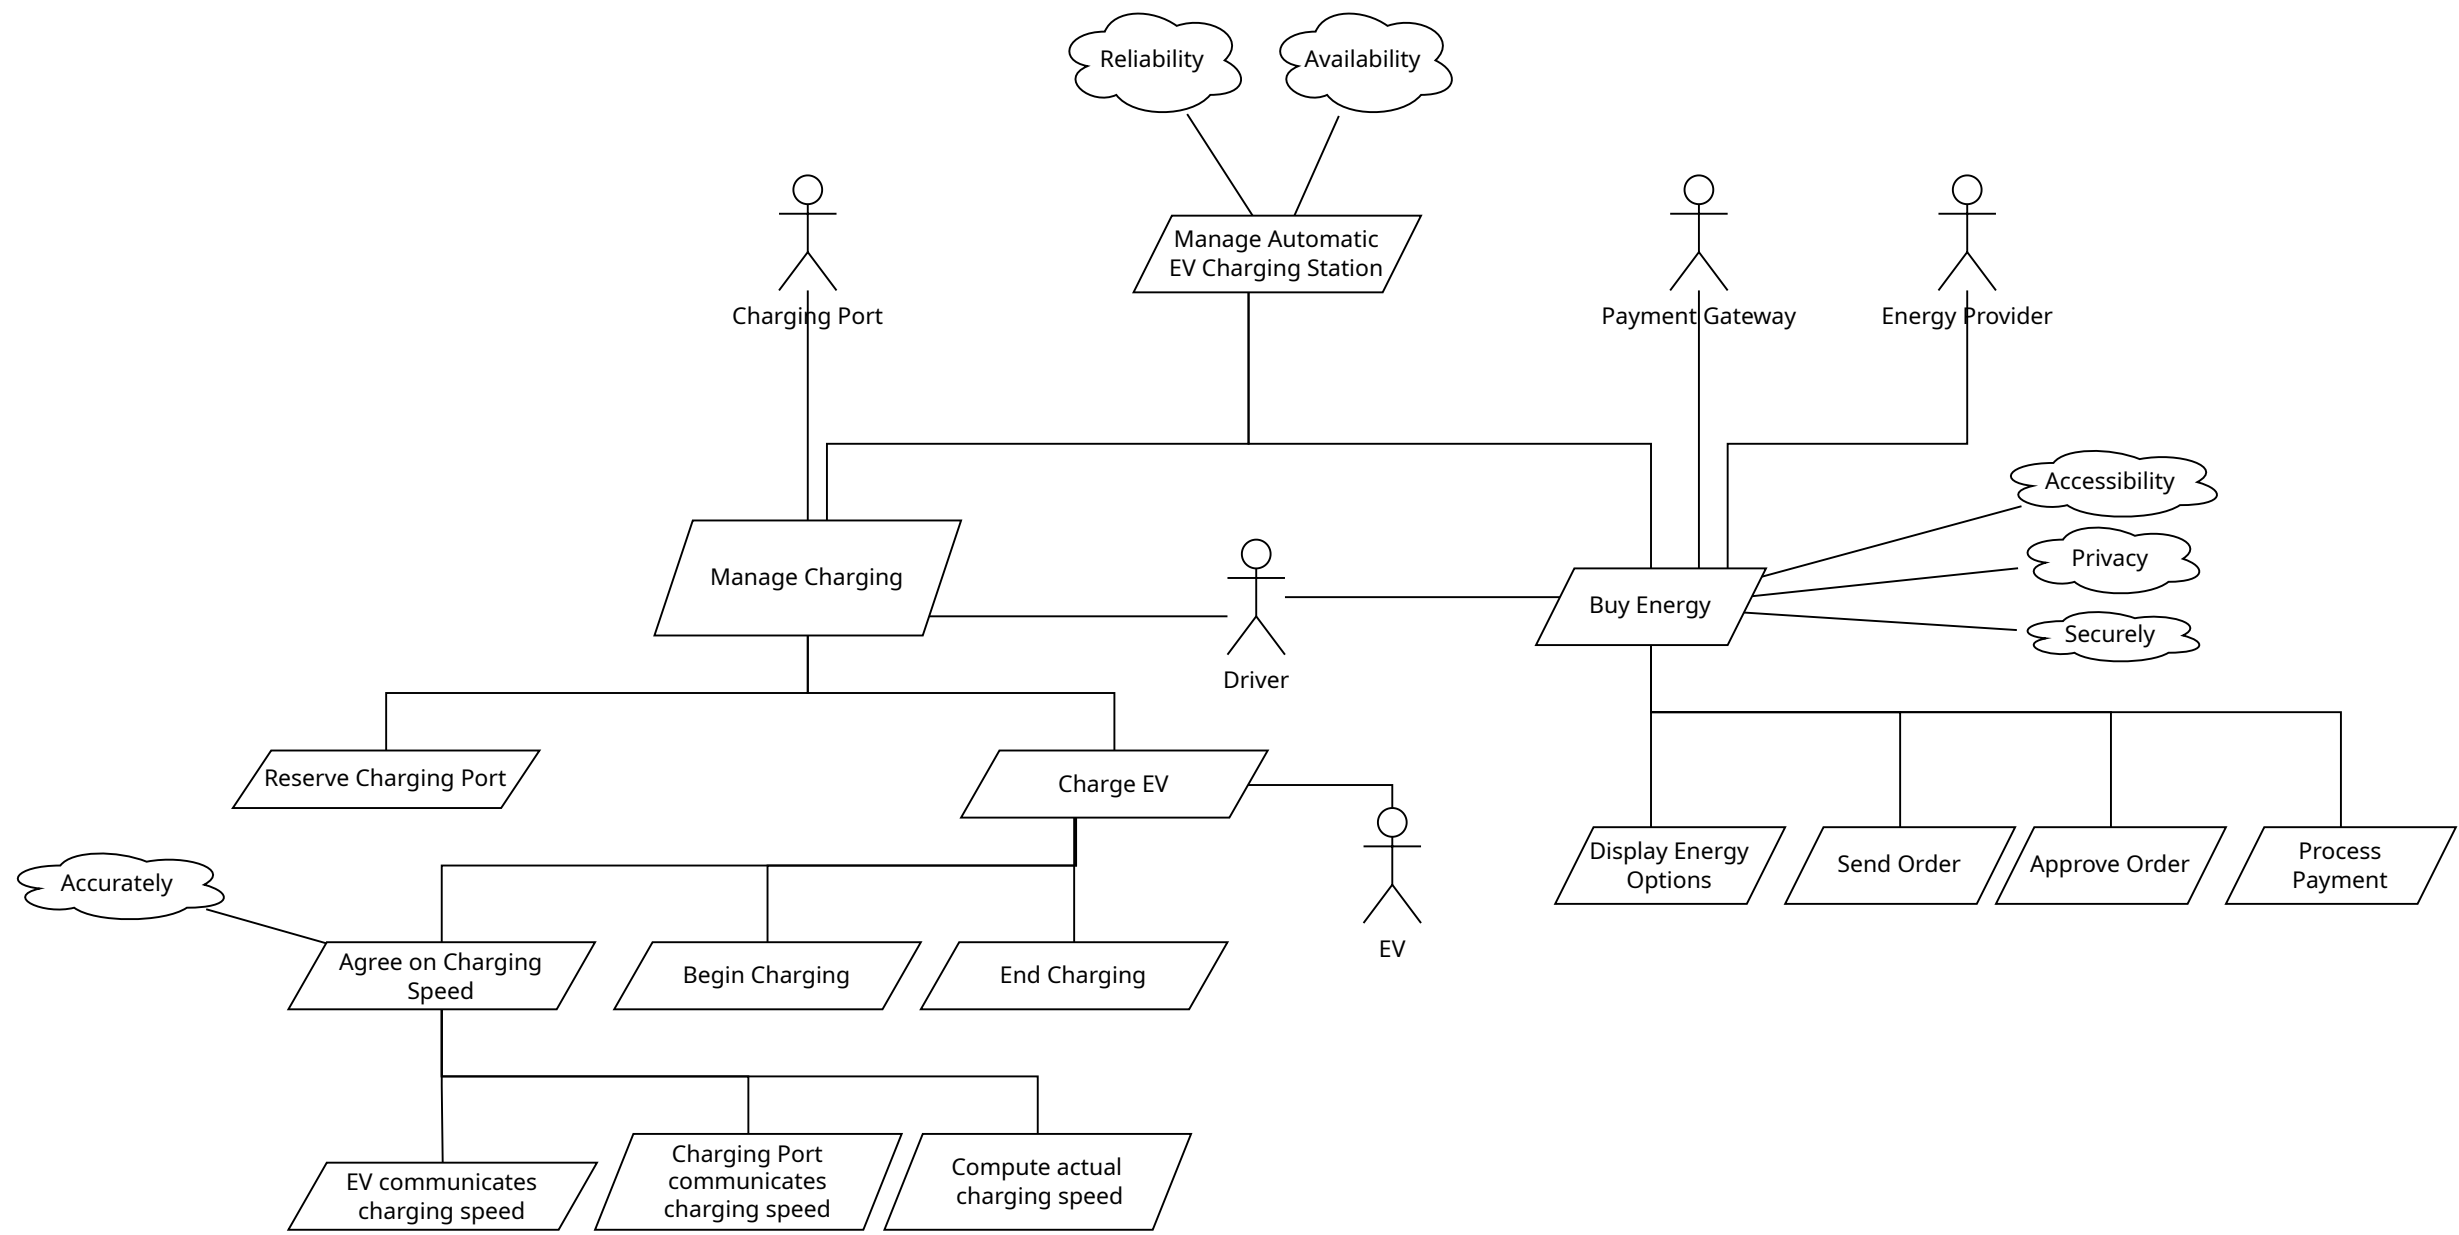 Reliability
Availability
Manage Automatic
EV Charging Station
Charging Port
Payment Gateway
Energy Provider
Accessibility
Privacy
Securely
Manage Charging
Buy Energy
Driver
Reserve Charging Port
Charge EV
Display Energy
Options
Send Order
Approve Order
Process
Payment
Accurately
EV
Agree on Charging
Speed
Begin Charging
End Charging
EV communicates
charging speed
Charging Port
communicates
charging speed
Compute actual
charging speed